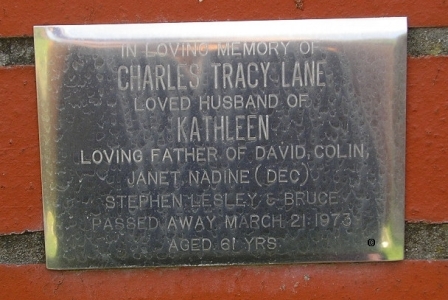 IN LOVING MEMORY OF
CHARLES TRACY LANE
LOVED HUSBAND OF
KATHLEEN
LOVING FATHER OF DAVID, COLIN,
JANET NADINE (DEC)
STEPHEN LESLEY & BRUCE
PASSED AWAY MARCH 21 1973
AGED 61 YRS.